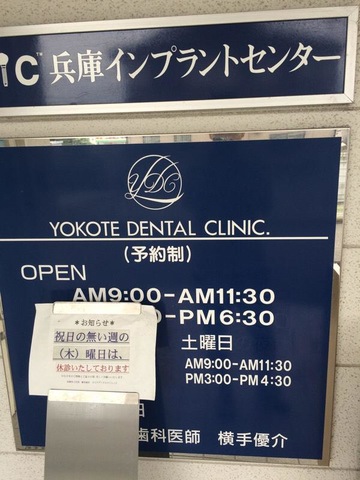 iC™ 兵庫インプラントセンター
YDC
YOKOTE DENTAL CLINIC.
(予約制)
OPEN
AM9:00-AM11:30
-PM6:30
＊お知らせ＊
祝日の無い週の
(木)曜日は、
休診いたしております
土曜日
AM9:00-AM11:30
PM3:00-PM4:30
日
歯科医師 横手優介